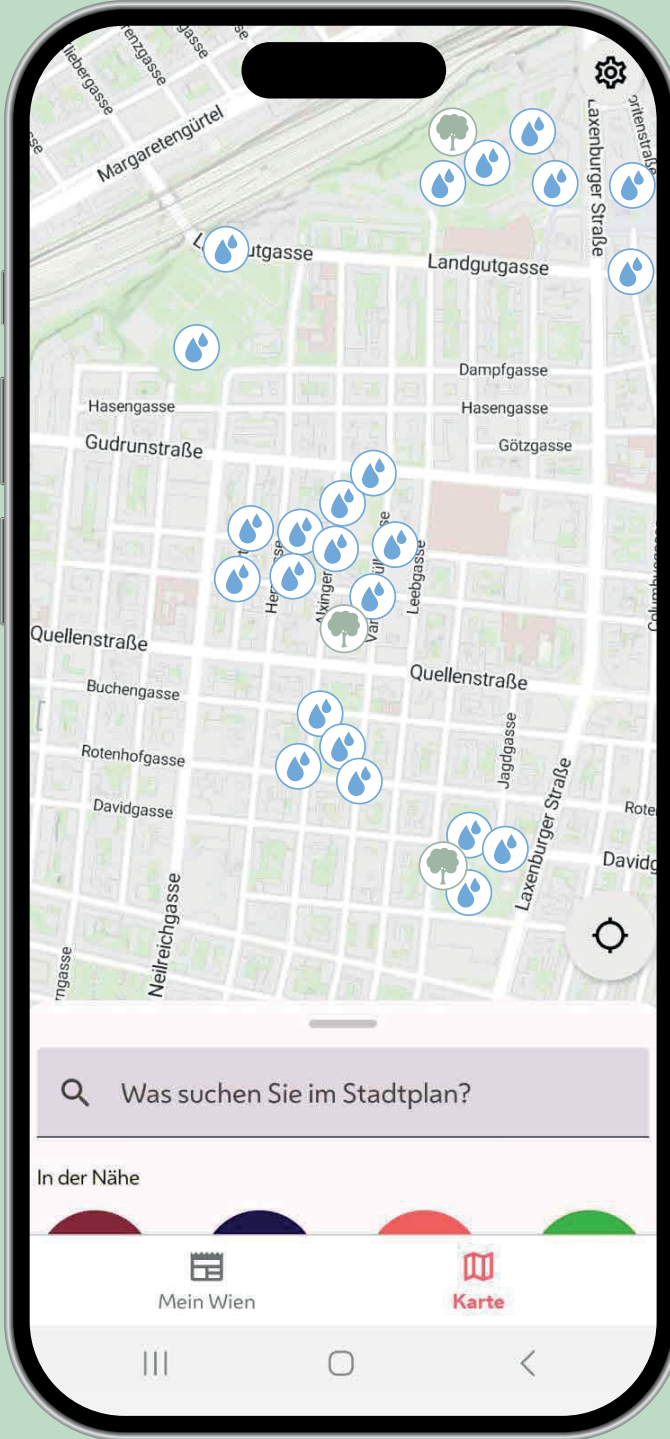 Margaretengürtel
Laxenburger Straße
Landgutgasse
Dampfgasse
Hasengasse
Hasengasse
Götzgasse
Gudrunstraße
Leebgasse
Quellenstraße
Quellenstraße
Buchengasse
Jagdgasse
Rotenhofgasse
Davidgasse
Laxenburger Straße
Neilreichgasse
Was suchen Sie im Stadtplan?
In der Nähe
Mein Wien
Karte